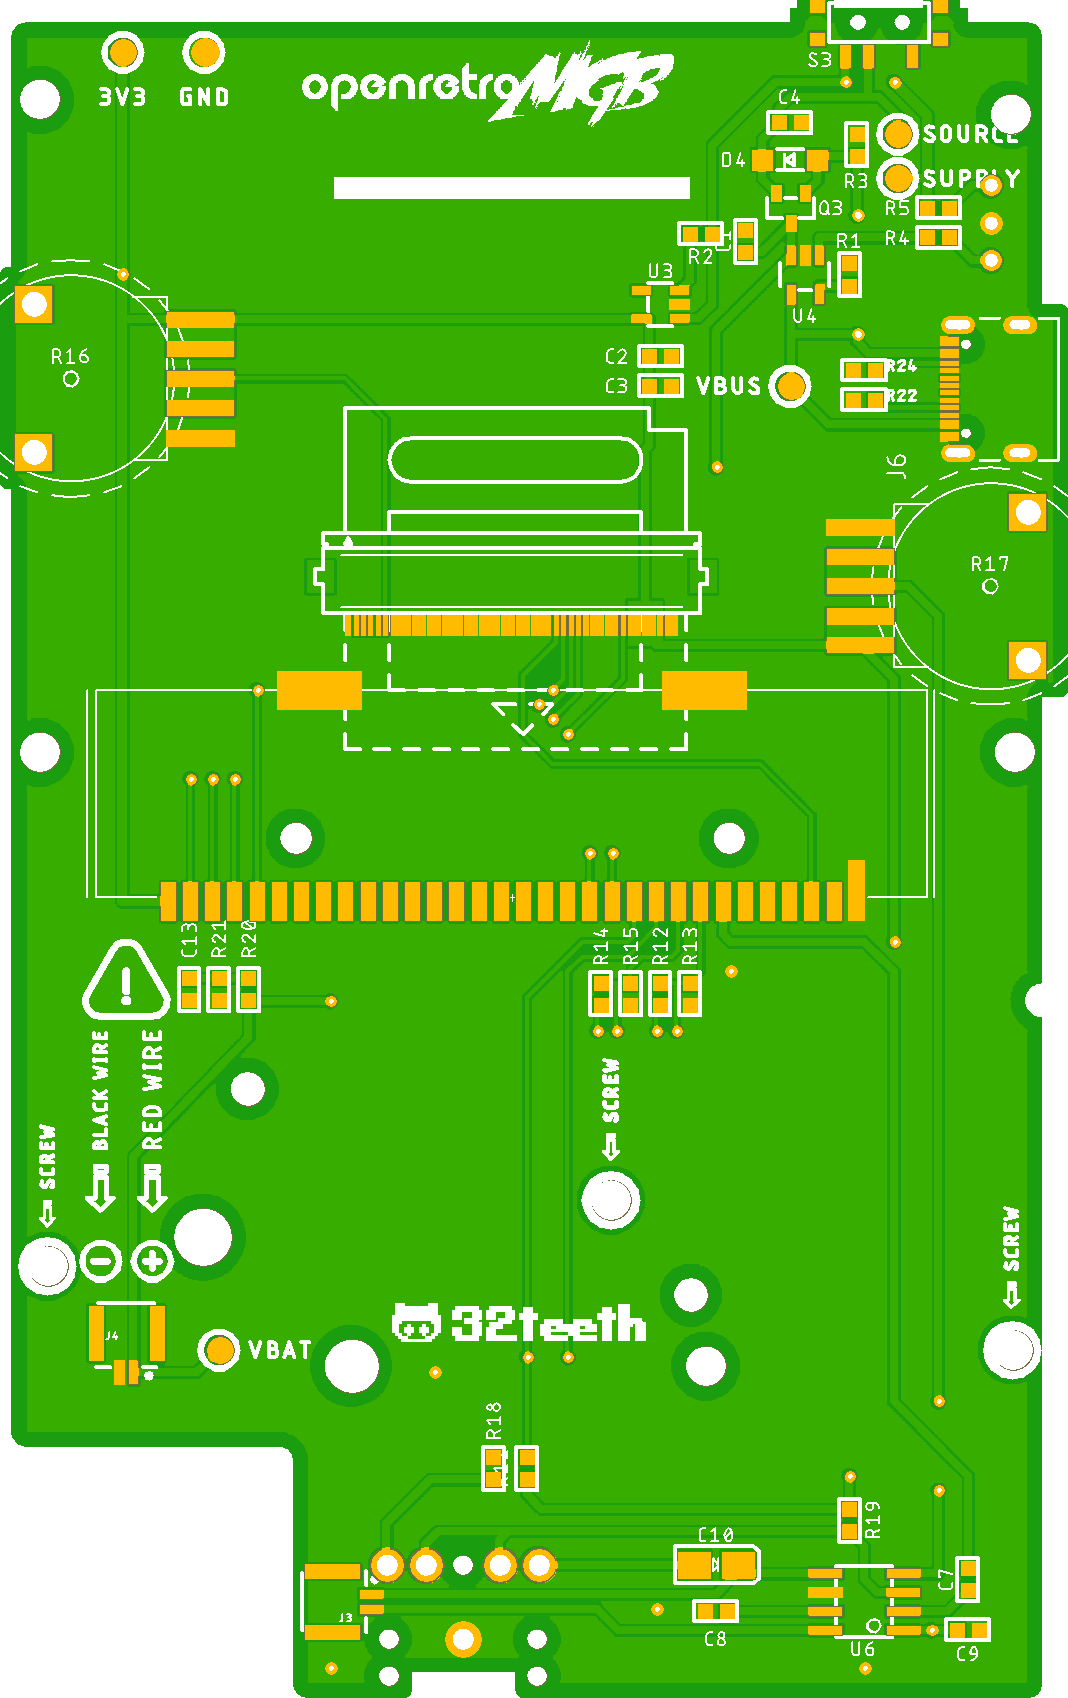 S3
3V3
GND
openretro MGB
C4
SOURCE
D4
R3
SUPPLY
Q3
R5
R4
R1
R2
U3
U4
R16
C2
C3
VBUS
R24
R22
J6
R17
C13
R21
R20
R14
R15
R12
R13
!
BLACK WIRE
RED WIRE
SCREW
SCREW
SCREW
32teeth
J4
VBAT
R18
R19
C10
C7
J3
C8
U6
C9